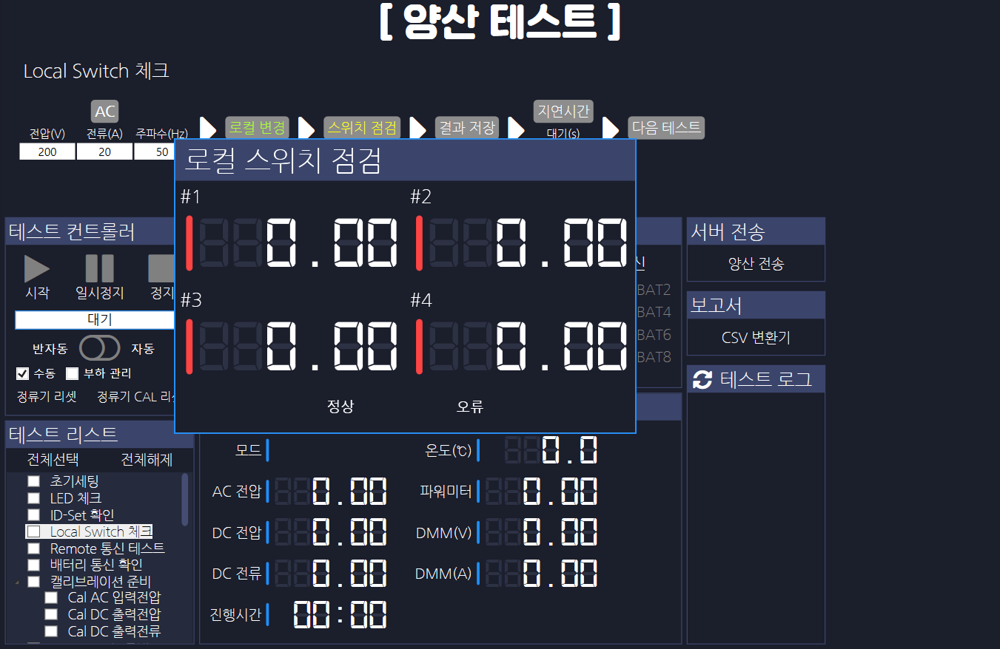 [ 양산 테스트 ]
Local Switch 체크
AC
지연시간
로컬 변경
스위치 점검
결과 저장
다음 테스트
전압(V) 전류(A) 주파수(Hz)
대기(s)
200 20 50
로컬 스위치 점검
#1 #2
0.00 0.00
#3 #4
0.00 0.00
정상 오류
테스트 컨트롤러
시작 일시정지 정지
대기
반자동 자동
수동 부하 관리
정류기 리셋 정류기 CAL 리
테스트 리스트
전체선택 전체해제
초기세팅
LED 체크
ID-Set 확인
Local Switch 체크
Remote 통신 테스트
배터리 통신 확인
캘리브레이션 준비
Cal AC 입력전압
Cal DC 출력전압
Cal DC 출력전류
신
BAT2
BAT4
BAT6
BAT8
모드 온도(℃) 0.0
AC 전압 0.00 파워미터 0.00
DC 전압 0.00 DMM(V) 0.00
DC 전류 0.00 DMM(A) 0.00
진행시간 00:00
서버 전송
양산 전송
보고서
CSV 변환기
테스트 로그